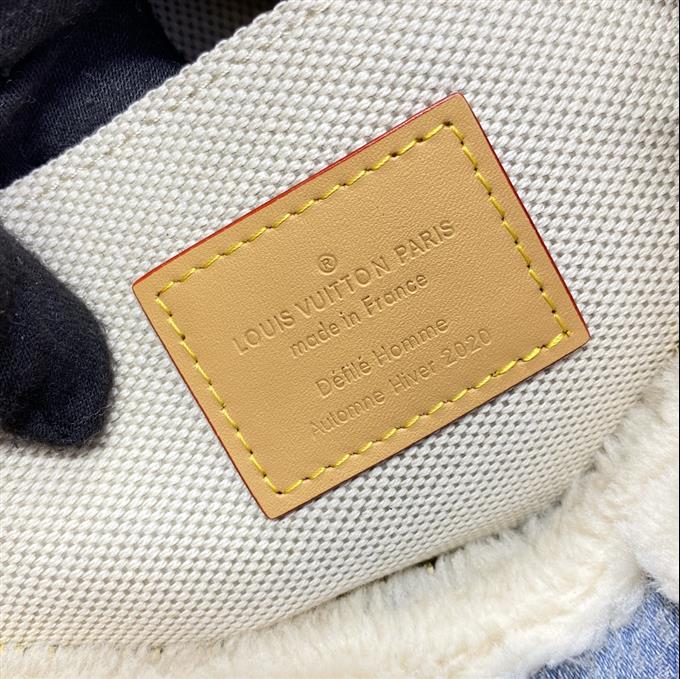 ®
LOUIS VUITTON PARIS
made in France
Défilé Homme
Automne Hiver 2020